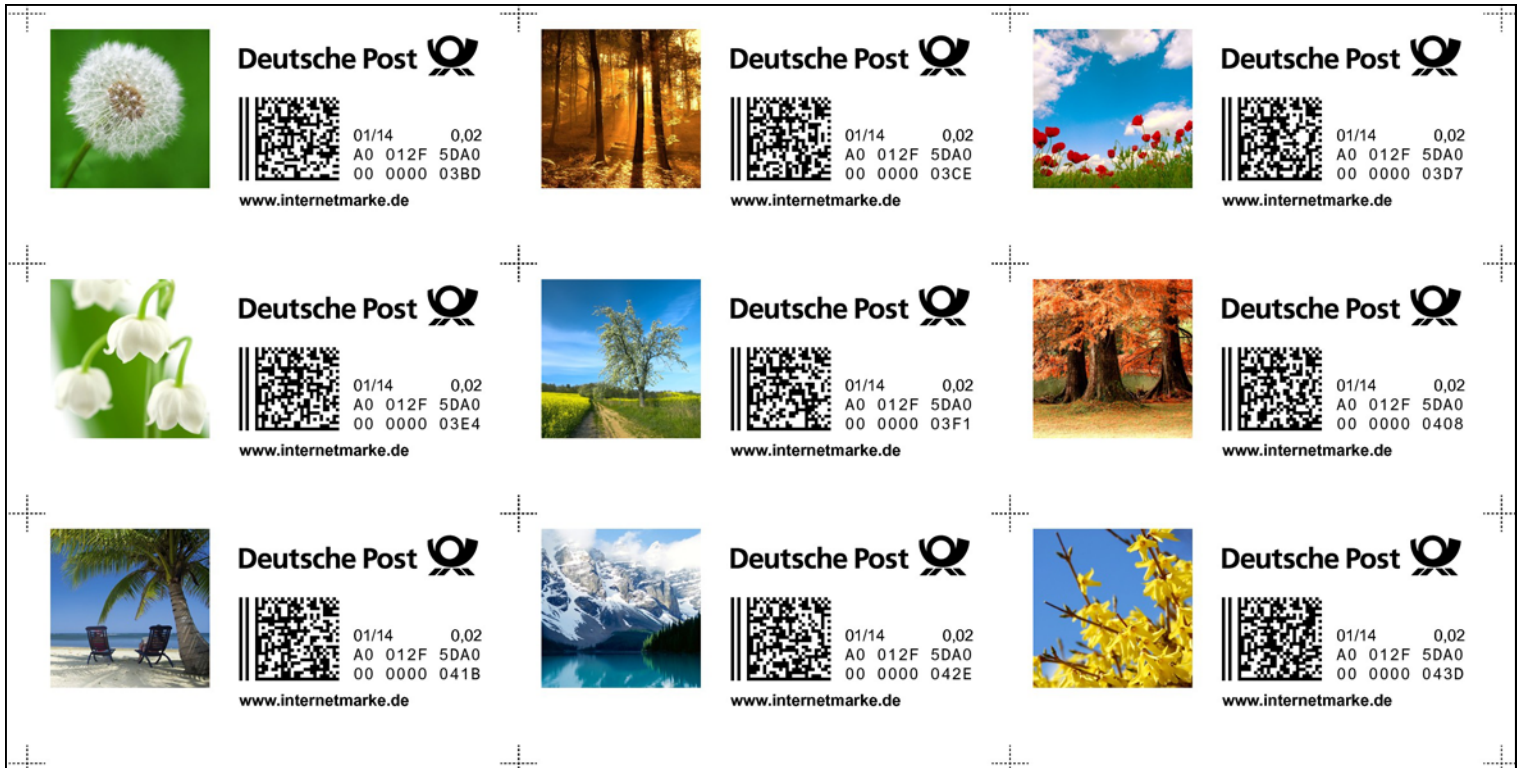 Deutsche Post
01/14 0,02
A0 012F 5DA0
00 0000 03BD
www.internetmarke.de
Deutsche Post
01/14 0,02
A0 012F 5DA0
00 0000 03CE
www.internetmarke.de
Deutsche Post
01/14 0,02
A0 012F 5DA0
00 0000 03D7
www.internetmarke.de
Deutsche Post
01/14 0,02
A0 012F 5DA0
00 0000 03E4
www.internetmarke.de
Deutsche Post
01/14 0,02
A0 012F 5DA0
00 0000 03F1
www.internetmarke.de
Deutsche Post
01/14 0,02
A0 012F 5DA0
00 0000 0408
www.internetmarke.de
Deutsche Post
01/14 0,02
A0 012F 5DA0
00 0000 041B
www.internetmarke.de
Deutsche Post
01/14 0,02
A0 012F 5DA0
00 0000 042E
www.internetmarke.de
Deutsche Post
01/14 0,02
A0 012F 5DA0
00 0000 043D
www.internetmarke.de